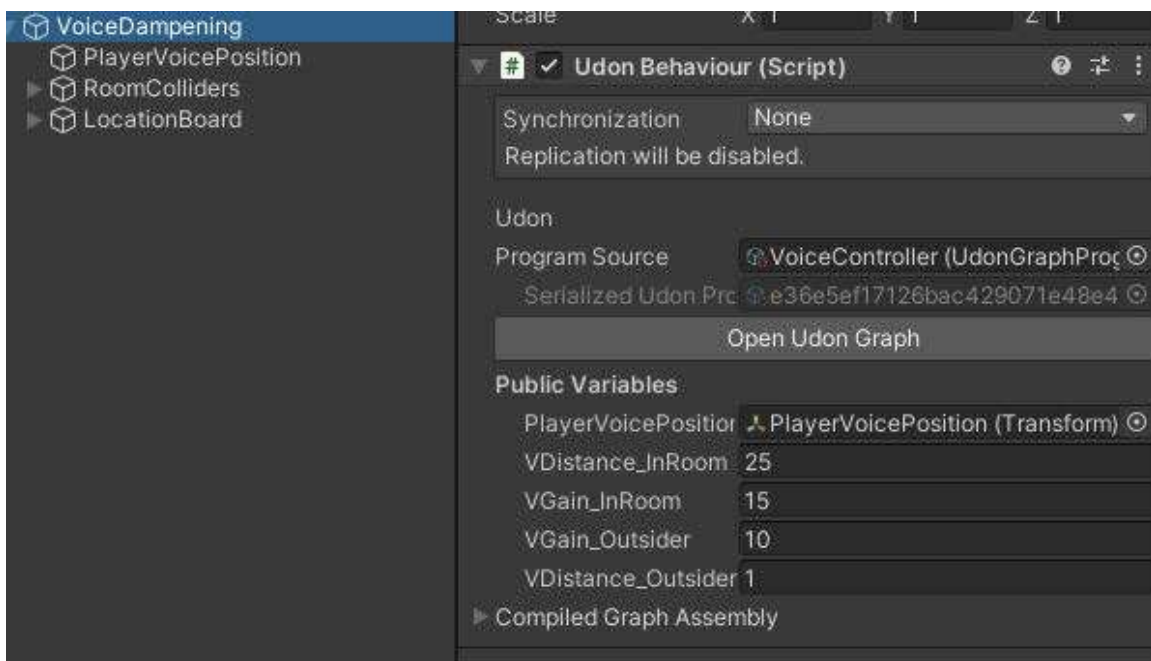 VoiceDampening
PlayerVoicePosition
RoomColliders
LocationBoard
Scale X 1 Y 1 Z 1
# Udon Behaviour (Script)
Synchronization None
Replication will be disabled.
Udon
Program Source VoiceController (UdonGraphProg
Serialized Udon Prc e36e5ef17126bac429071e48e4
Open Udon Graph
Public Variables
PlayerVoicePosition PlayerVoicePosition (Transform)
VDistance_InRoom 25
VGain_InRoom 15
VGain_Outsider 10
VDistance_Outsider 1
Compiled Graph Assembly